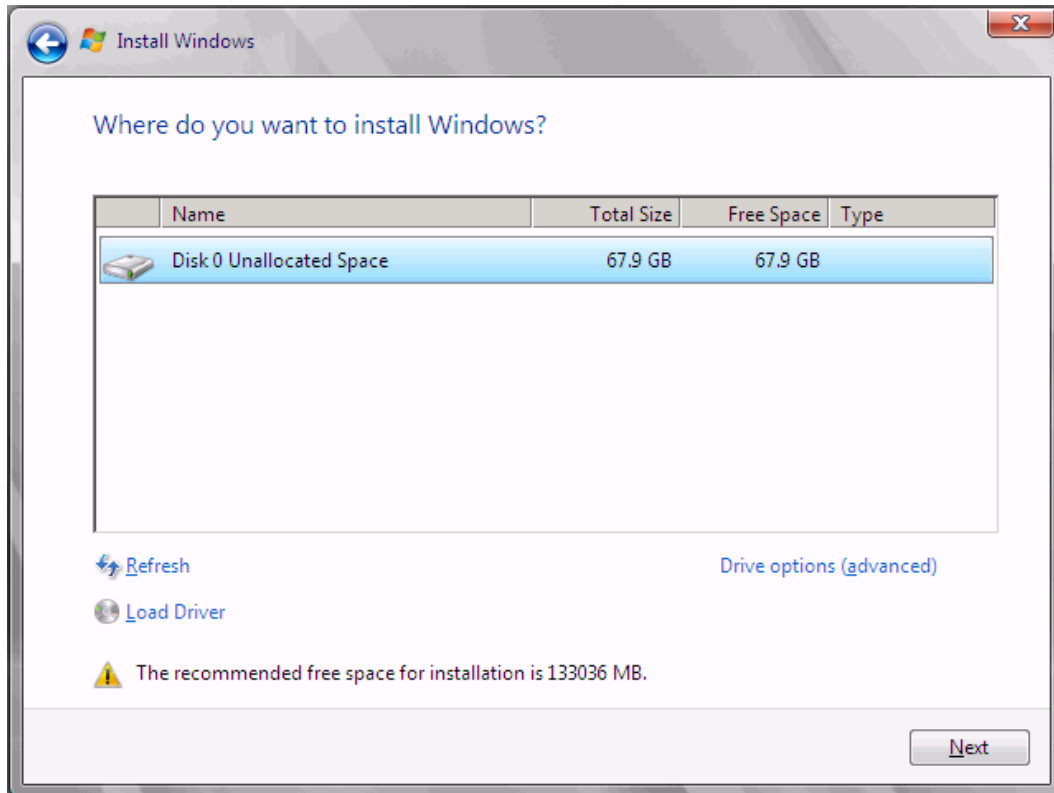 Install Windows
Where do you want to install Windows?
Name Total Size Free Space Type
Disk 0 Unallocated Space 67.9 GB 67.9 GB
Refresh Drive options (advanced)
Load Driver
The recommended free space for installation is 133036 MB.
Next